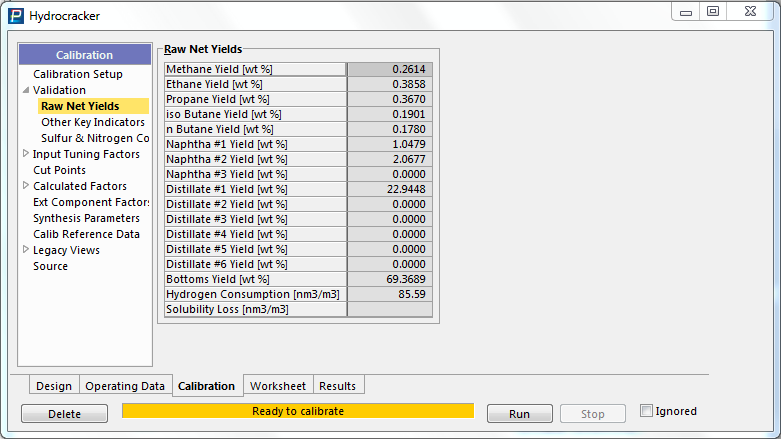 Hydrocracker
Calibration
Calibration Setup
Validation
Raw Net Yields
Other Key Indicators
Sulfur & Nitrogen Co
Input Tuning Factors
Cut Points
Calculated Factors
Ext Component Factors
Synthesis Parameters
Calib Reference Data
Legacy Views
Source
Raw Net Yields
Methane Yield [wt %] 0.2614
Ethane Yield [wt %] 0.3858
Propane Yield [wt %] 0.3670
iso Butane Yield [wt %] 0.1901
n Butane Yield [wt %] 0.1780
Naphtha #1 Yield [wt %] 1.0479
Naphtha #2 Yield [wt %] 2.0677
Naphtha #3 Yield [wt %] 0.0000
Distillate #1 Yield [wt %] 22.9448
Distillate #2 Yield [wt %] 0.0000
Distillate #3 Yield [wt %] 0.0000
Distillate #4 Yield [wt %] 0.0000
Distillate #5 Yield [wt %] 0.0000
Distillate #6 Yield [wt %] 0.0000
Bottoms Yield [wt %] 69.3689
Hydrogen Consumption [nm3/m3] 85.59
Solubility Loss [nm3/m3]
Design Operating Data Calibration Worksheet Results
Delete Ready to calibrate Run Stop Ignored